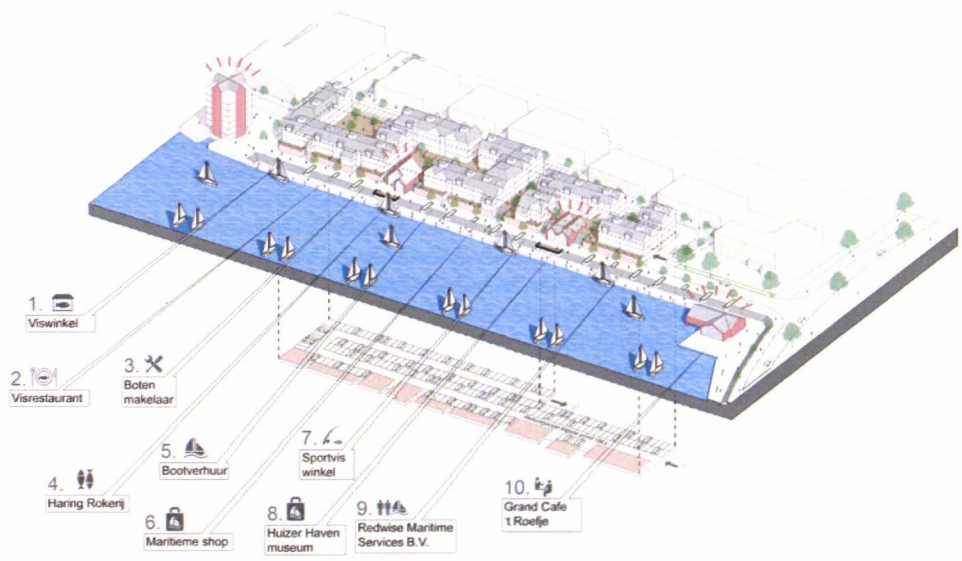 1.
Viswinkel
2.
Visrestaurant
3.
Boten
makelaar
4.
Haring Rokerij
5.
Bootverhuur
6.
Maritieme shop
7.
Sportvis
winkel
8.
Huizer Haven
museum
9.
Redwise Maritime
Services B.V.
10.
Grand Cafe
't Roefje